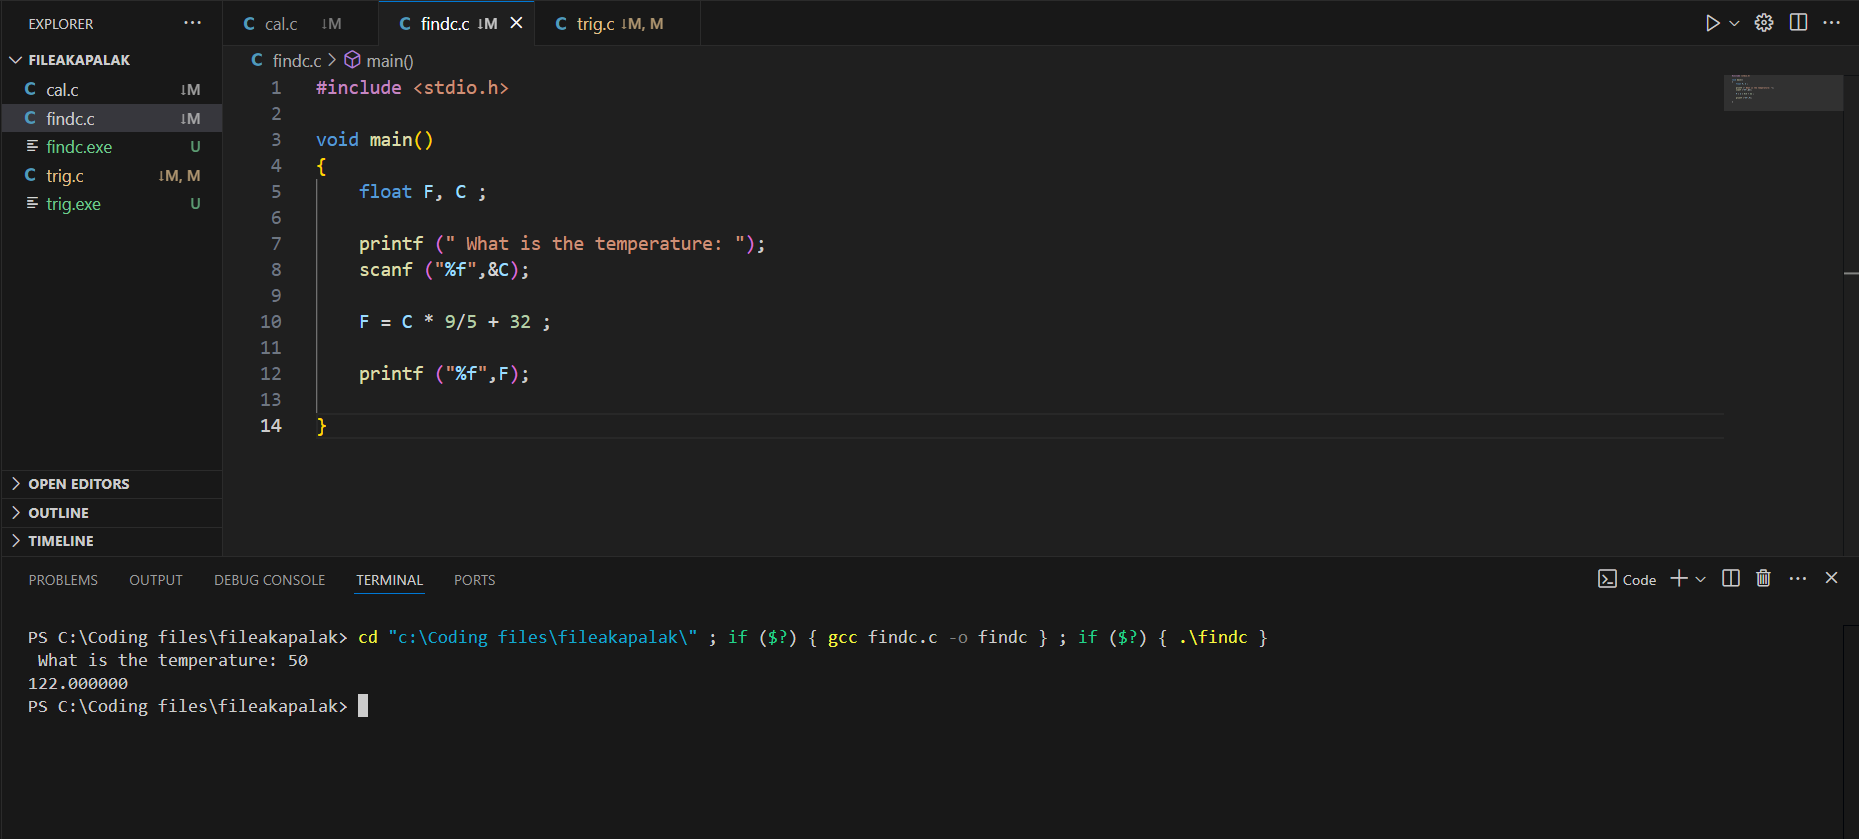 EXPLORER ...
FILEAKAPALAK
C cal.c ↓M
C findc.c ↓M
findc.exe U
C trig.c ↓M, M
trig.exe U
OPEN EDITORS
OUTLINE
TIMELINE
C cal.c ↓M
C findc.c ↓M
C trig.c ↓M, M
C findc.c > main()
1 #include <stdio.h>
2
3 void main()
4 {
5     float F, C ;
6
7     printf (" What is the temperature: ");
8     scanf ("%f",&C);
9
10     F = C * 9/5 + 32 ;
11
12     printf ("%f",F);
13
14 }
PROBLEMS OUTPUT DEBUG CONSOLE TERMINAL PORTS
Code
PS C:\Coding files\fileakapalak> cd "c:\Coding files\fileakapalak\" ; if ($?) { gcc findc.c -o findc } ; if ($?) { .\findc }
 What is the temperature: 50
122.000000
PS C:\Coding files\fileakapalak>